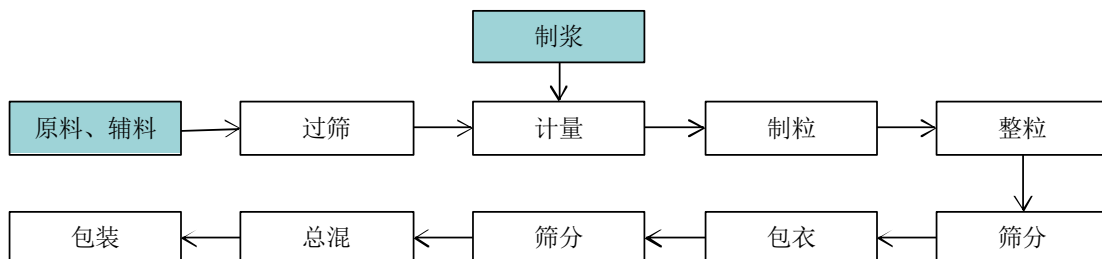 制浆
原料、辅料
过筛
计量
制粒
整粒
包装
总混
筛分
包衣
筛分